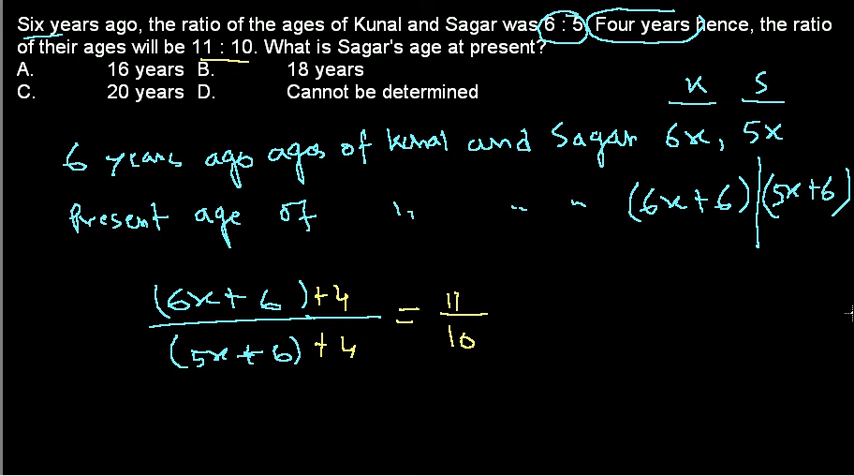 Six years ago, the ratio of the ages of Kunal and Sagar was 6 : 5. Four years hence, the ratio
of their ages will be 11 : 10. What is Sagar's age at present?
A. 16 years B. 18 years
C. 20 years D. Cannot be determined
K S
6 years ago ages of kunal and Sagar 6x, 5x
Present age of " " " (6x+6) | (5x+6)
(6x+6)+4 = 11
(5x+6)+4 10